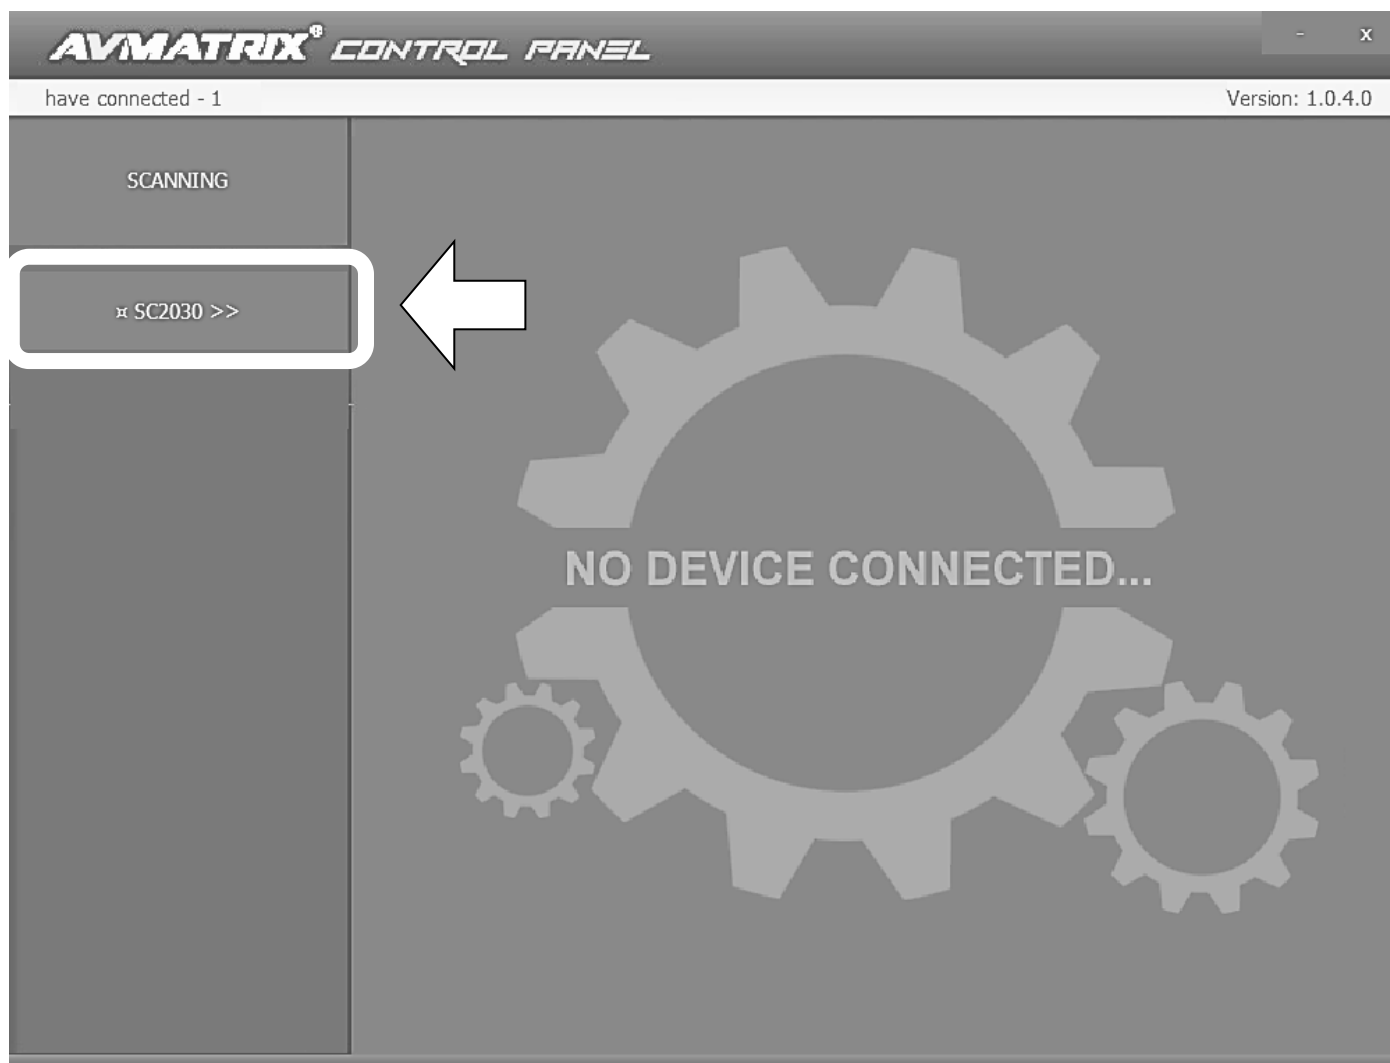 AVMATRIX® CONTROL PANEL
- x
have connected - 1
Version: 1.0.4.0
SCANNING
¤ SC2030 >>
NO DEVICE CONNECTED...